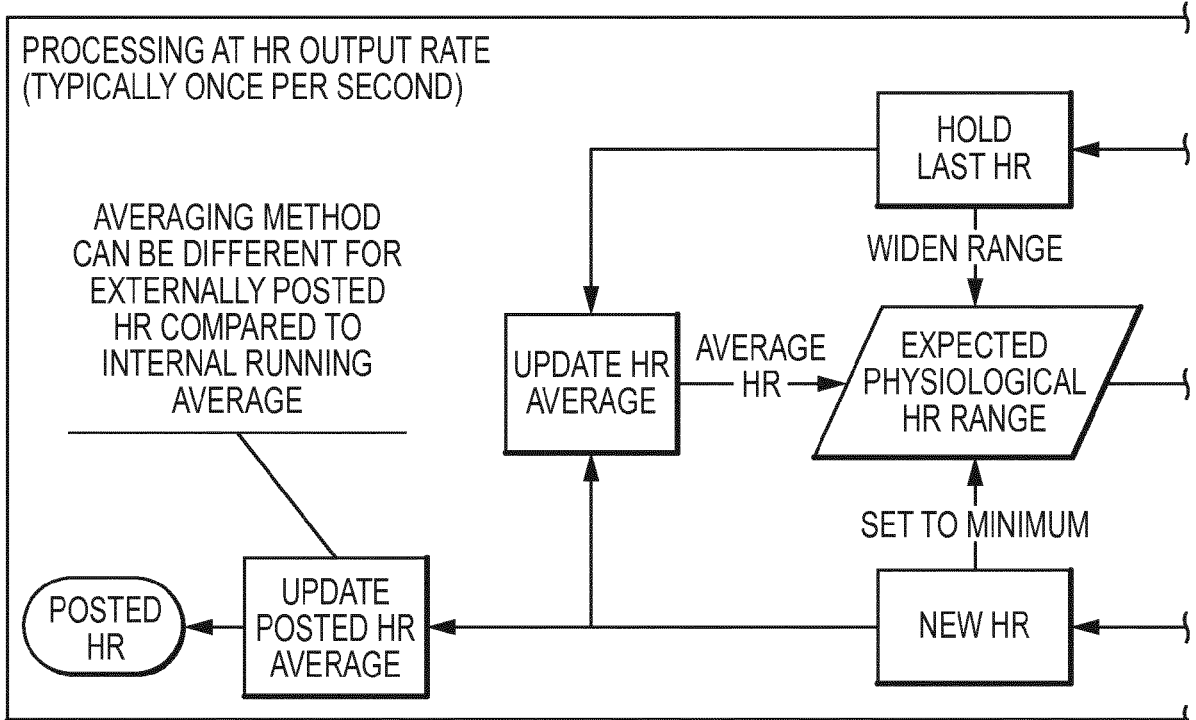 PROCESSING AT HR OUTPUT RATE
(TYPICALLY ONCE PER SECOND)
HOLD
LAST HR
WIDEN RANGE
AVERAGING METHOD
CAN BE DIFFERENT FOR
EXTERNALLY POSTED
HR COMPARED TO
INTERNAL RUNNING
AVERAGE
UPDATE HR
AVERAGE
AVERAGE
HR
EXPECTED
PHYSIOLOGICAL
HR RANGE
SET TO MINIMUM
NEW HR
UPDATE
POSTED HR
AVERAGE
POSTED
HR